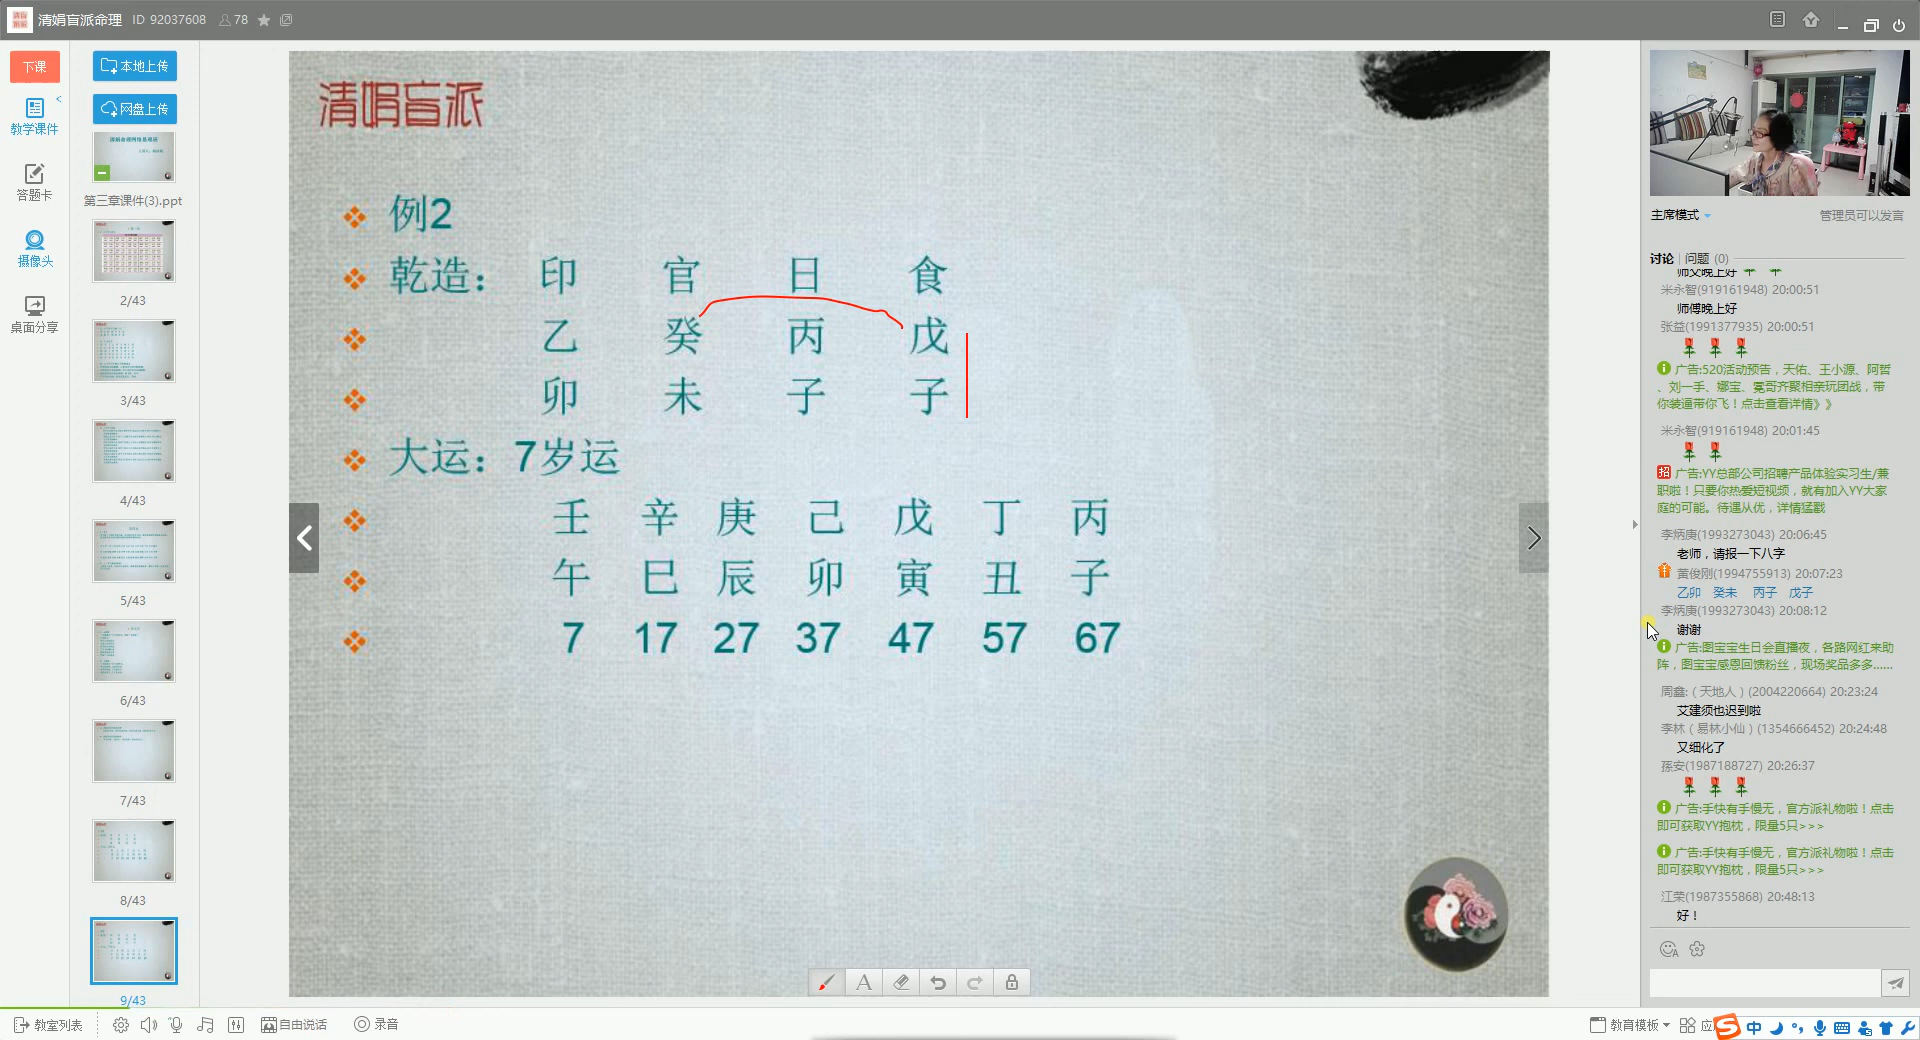 清娟盲派命理 ID 92037608 78
下课
教学课件
答题卡
摄像头
桌面分享
本地上传
网盘上传
第三章课件(3).ppt
2/43
3/43
4/43
5/43
6/43
7/43
8/43
9/43
清娟盲派
例2
乾造： 印 官 日 食
乙 癸 丙 戊
卯 未 子 子
大运：7岁运
壬 辛 庚 己 戊 丁 丙
午 巳 辰 卯 寅 丑 子
7 17 27 37 47 57 67
主席模式 管理员可以发言
讨论 问题 (0)
师父晚上好
米永智(919161948) 20:00:51
师傅晚上好
张益(1991377935) 20:00:51
广告:520活动预告，天佑、王小源、阿哲
、刘一手、娜宝、冕哥齐聚相亲玩团战，带
你装逼带你飞！点击查看详情》》
米永智(919161948) 20:01:45
招 广告:YY总部公司招聘产品体验实习生/兼
职啦！只要你热爱短视频，就有加入YY大家
庭的可能。待遇从优，详情猛戳
李炳庚(1993273043) 20:06:45
老师，请报一下八字
黄俊刚(1994755913) 20:07:23
乙卯 癸未 丙子 戊子
李炳庚(1993273043) 20:08:12
谢谢
广告:图宝宝生日会直播夜，各路网红来助
阵，图宝宝感恩回馈粉丝，现场奖品多多......
周鑫:（天地人）(2004220664) 20:23:24
艾建须也迟到啦
李林（易林小仙）(1354666452) 20:24:48
又细化了
孫安(1987188727) 20:26:37
广告:手快有手慢无，官方派礼物啦！点击
即可获取YY抱枕，限量5只>>>
广告:手快有手慢无，官方派礼物啦！点击
即可获取YY抱枕，限量5只>>>
江荣(1987355868) 20:48:13
好！
教室列表
自由说话
录音
教育模板
应
中